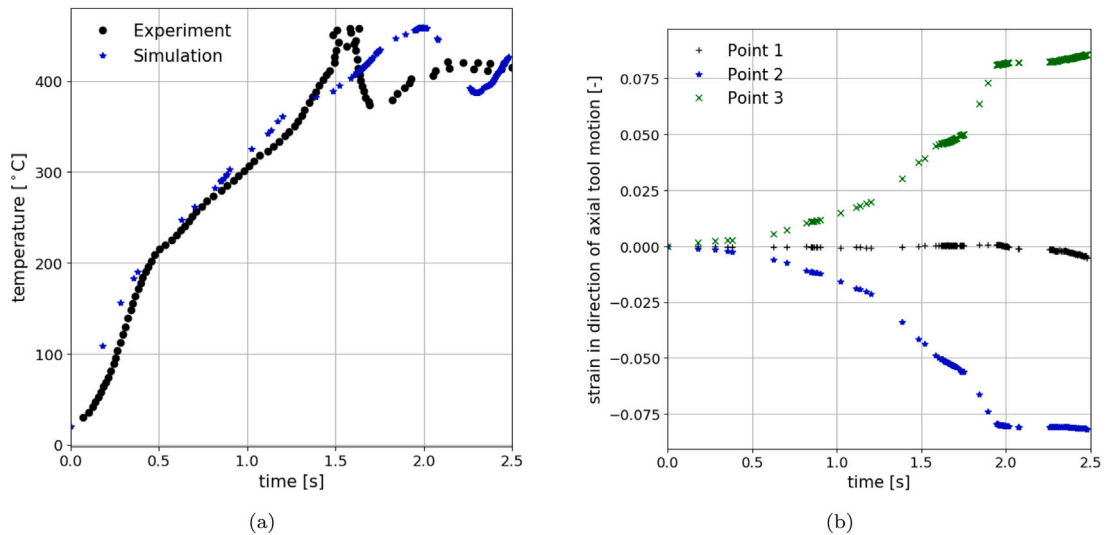 Experiment
Simulation
400
300
200
100
0
temperature [°C]
0.0 0.5 1.0 1.5 2.0 2.5
time [s]
(a)
Point 1
Point 2
Point 3
0.075
0.050
0.025
0.000
−0.025
−0.050
−0.075
strain in direction of axial tool motion [-]
0.0 0.5 1.0 1.5 2.0 2.5
time [s]
(b)